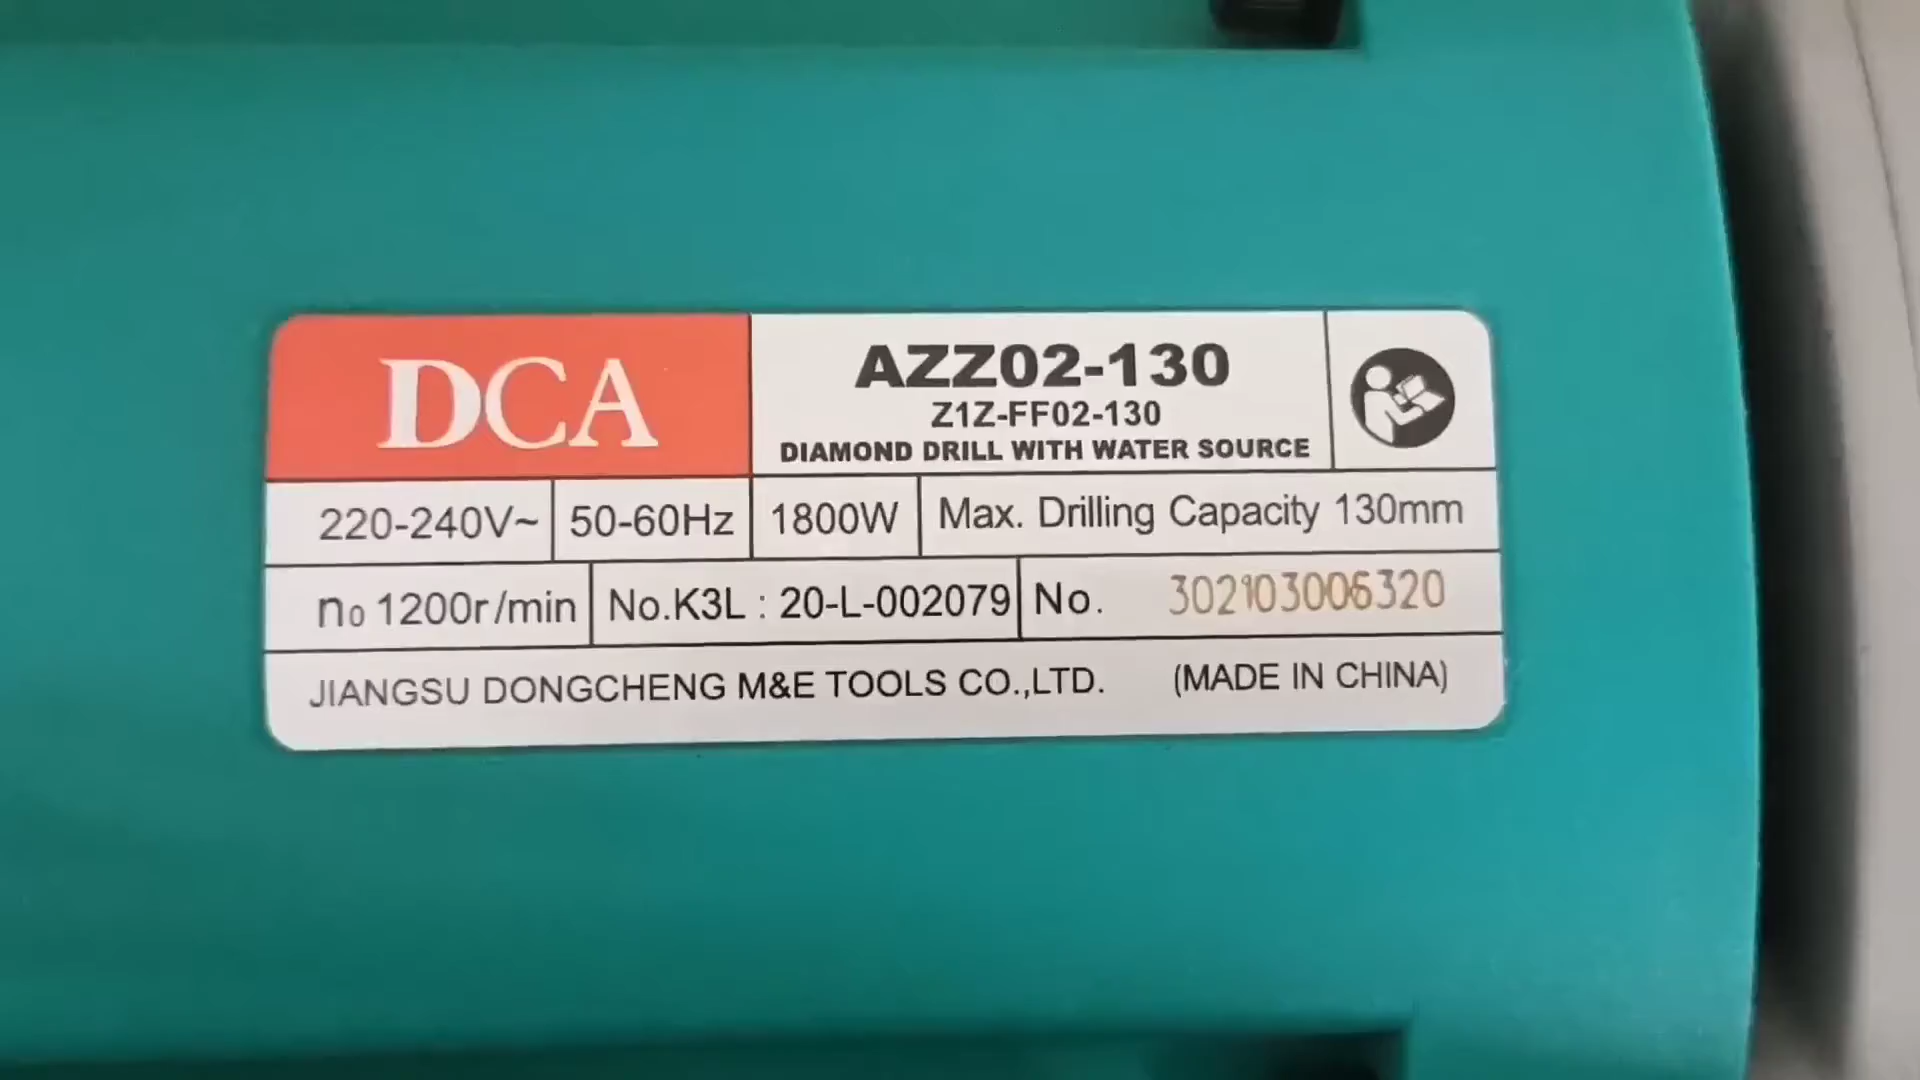 DCA
AZZ02-130
Z1Z-FF02-130
DIAMOND DRILL WITH WATER SOURCE
220-240V~ 50-60Hz 1800W Max. Drilling Capacity 130mm
n₀ 1200r/min No.K3L : 20-L-002079 No. 302103006320
JIANGSU DONGCHENG M&E TOOLS CO.,LTD. (MADE IN CHINA)